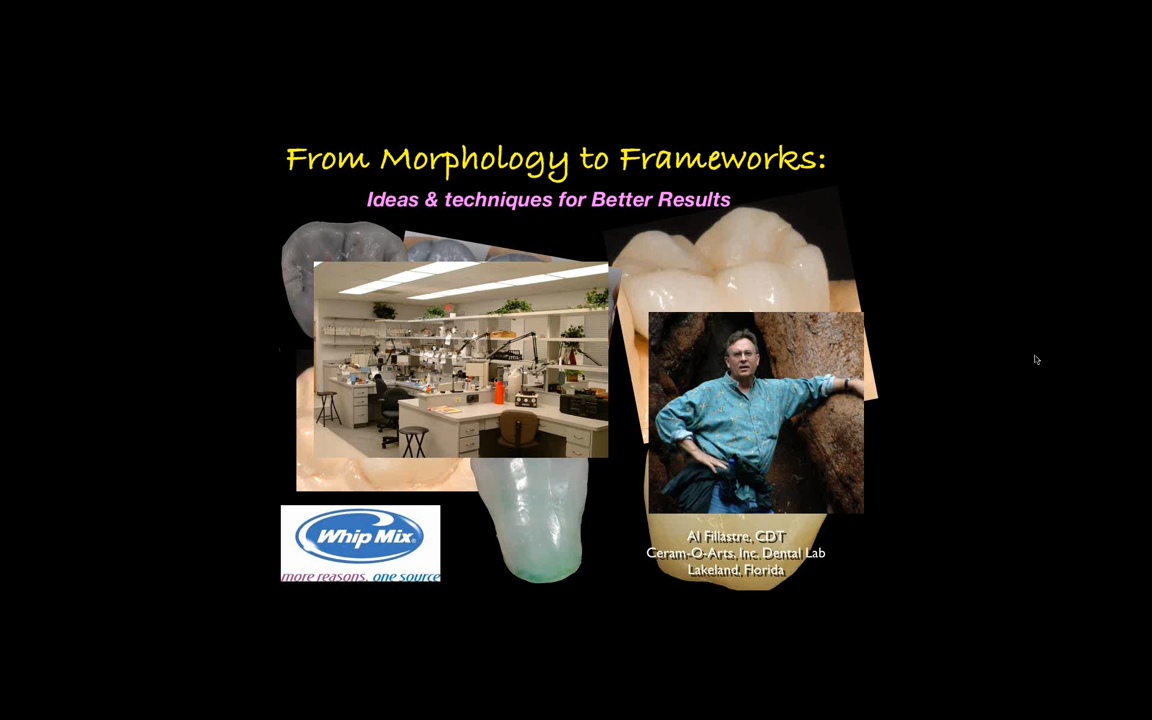 From Morphology to Frameworks:
Ideas & techniques for Better Results
Whip Mix®
more reasons. one source
Al Fillastre, CDT
Ceram-O-Arts, Inc. Dental Lab
Lakeland, Florida